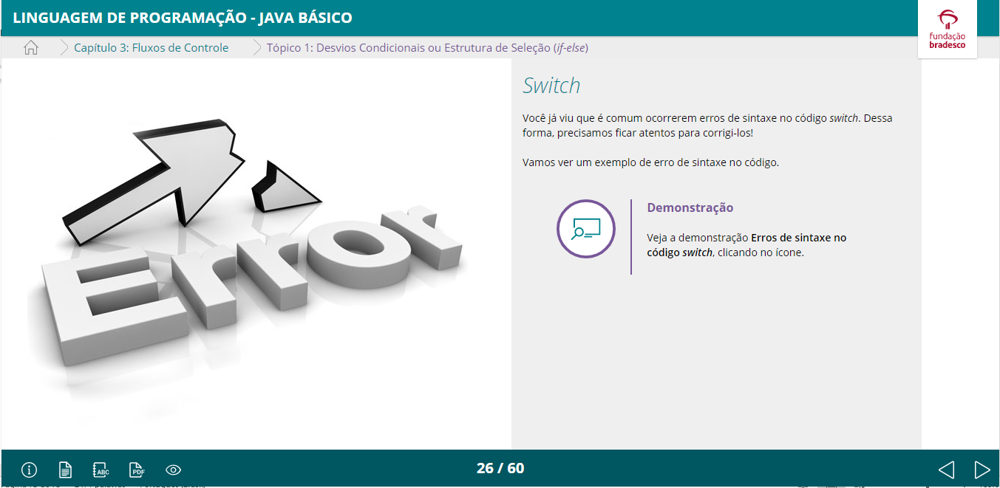 LINGUAGEM DE PROGRAMAÇÃO - JAVA BÁSICO
fundação
bradesco
Capítulo 3: Fluxos de Controle
Tópico 1: Desvios Condicionais ou Estrutura de Seleção (if-else)
Error
Switch
Você já viu que é comum ocorrerem erros de sintaxe no código switch. Dessa
forma, precisamos ficar atentos para corrigi-los!
Vamos ver um exemplo de erro de sintaxe no código.
Demonstração
Veja a demonstração Erros de sintaxe no
código switch, clicando no ícone.
ABC
PDF
26 / 60